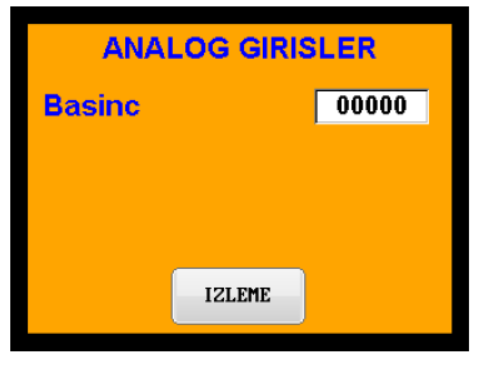 ANALOG GIRISLER
Basinc 00000
IZLEME